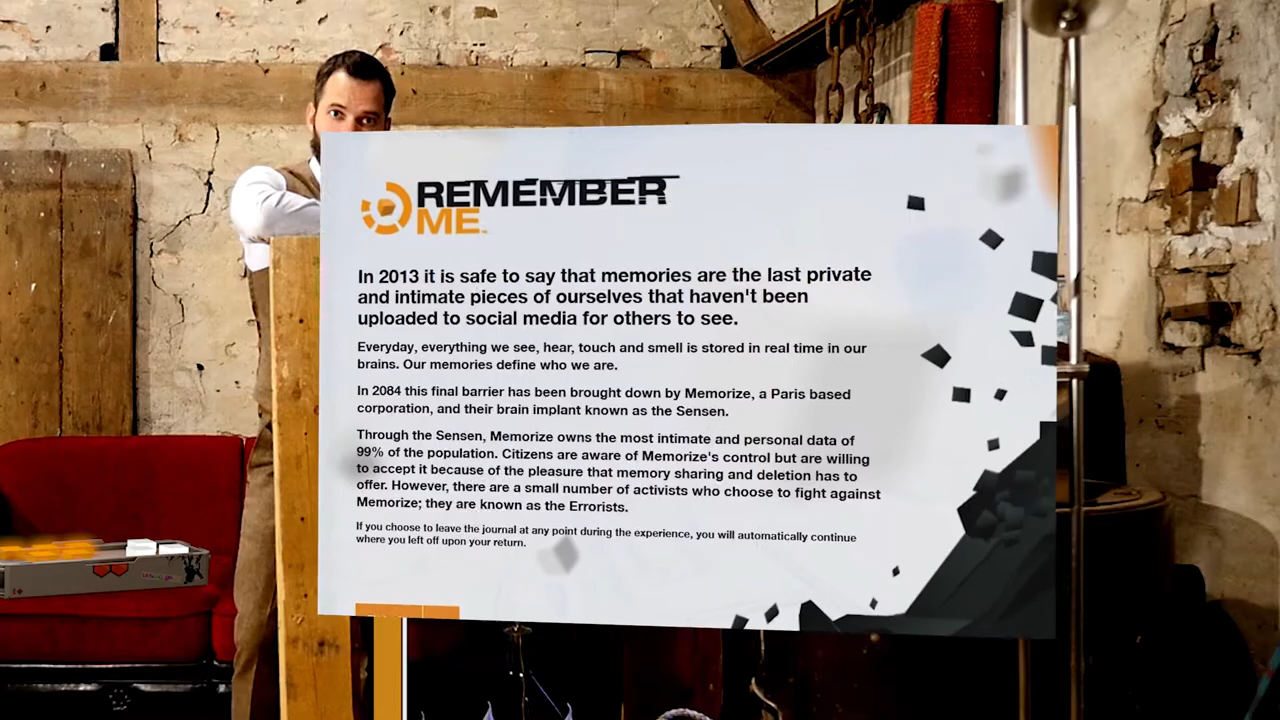 REMEMBER
ME
In 2013 it is safe to say that memories are the last private
and intimate pieces of ourselves that haven't been
uploaded to social media for others to see.
Everyday, everything we see, hear, touch and smell is stored in real time in our
brains. Our memories define who we are.
In 2084 this final barrier has been brought down by Memorize, a Paris based
corporation, and their brain implant known as the Sensen.
Through the Sensen, Memorize owns the most intimate and personal data of
99% of the population. Citizens are aware of Memorize's control but are willing
to accept it because of the pleasure that memory sharing and deletion has to
offer. However, there are a small number of activists who choose to fight against
Memorize; they are known as the Errorists.
If you choose to leave the journal at any point during the experience, you will automatically continue
where you left off upon your return.